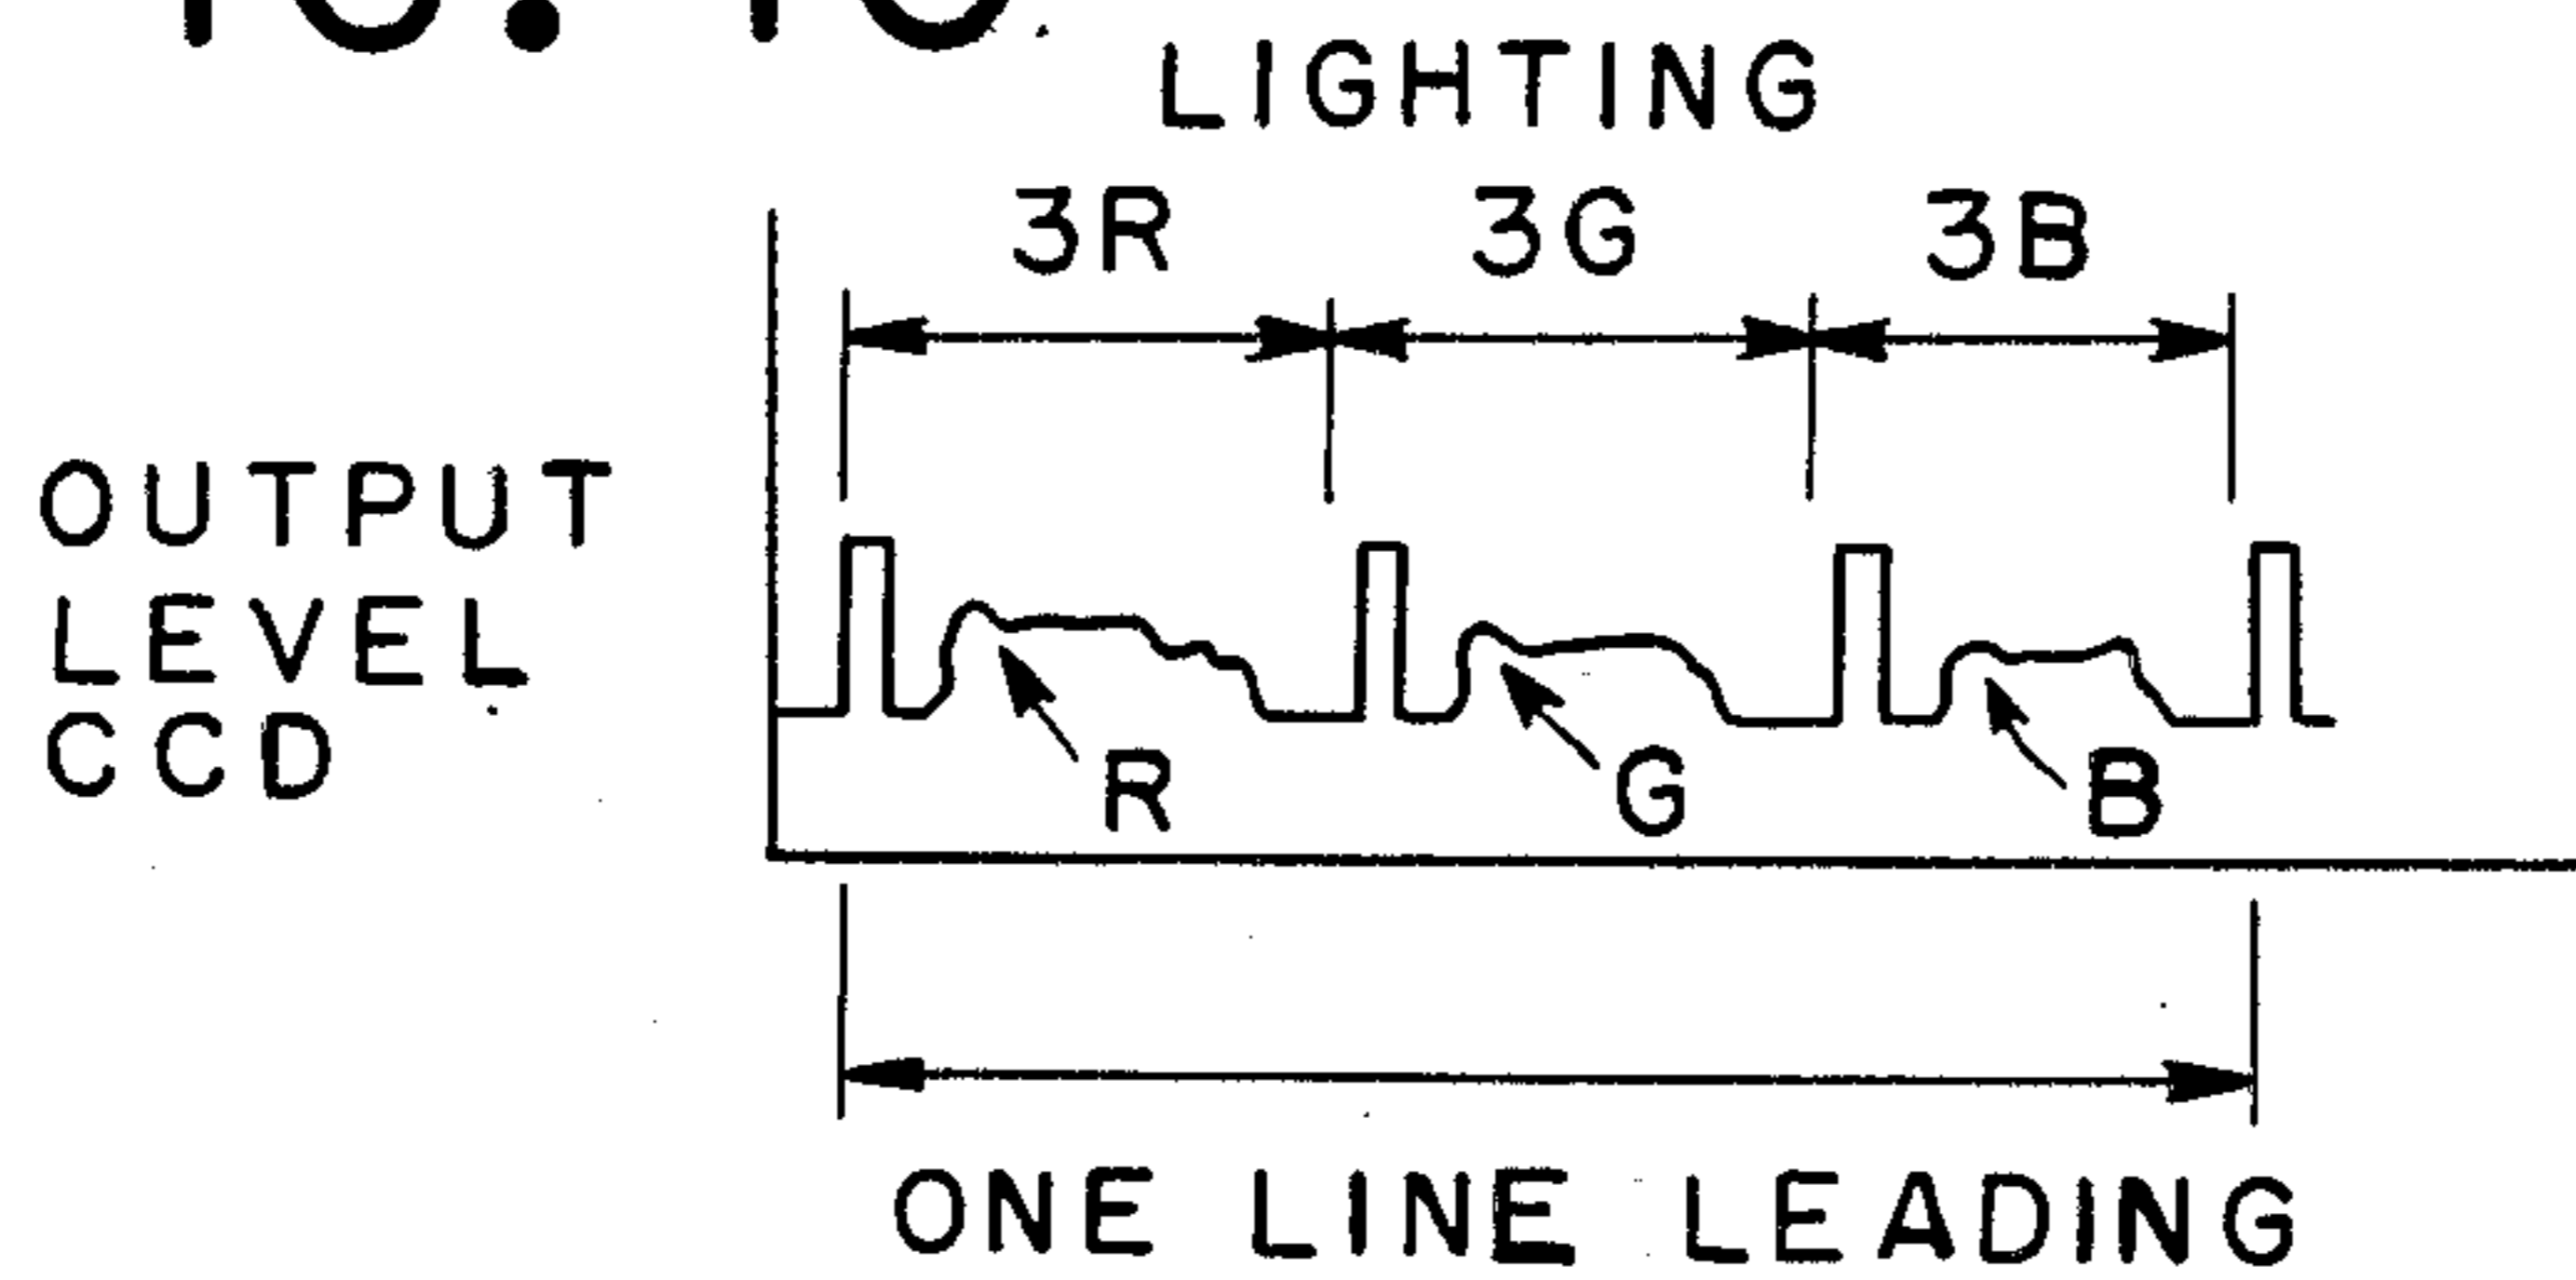 LIGHTING
3R 3G 3B
OUTPUT
LEVEL
CCD
R G B
ONE LINE LEADING